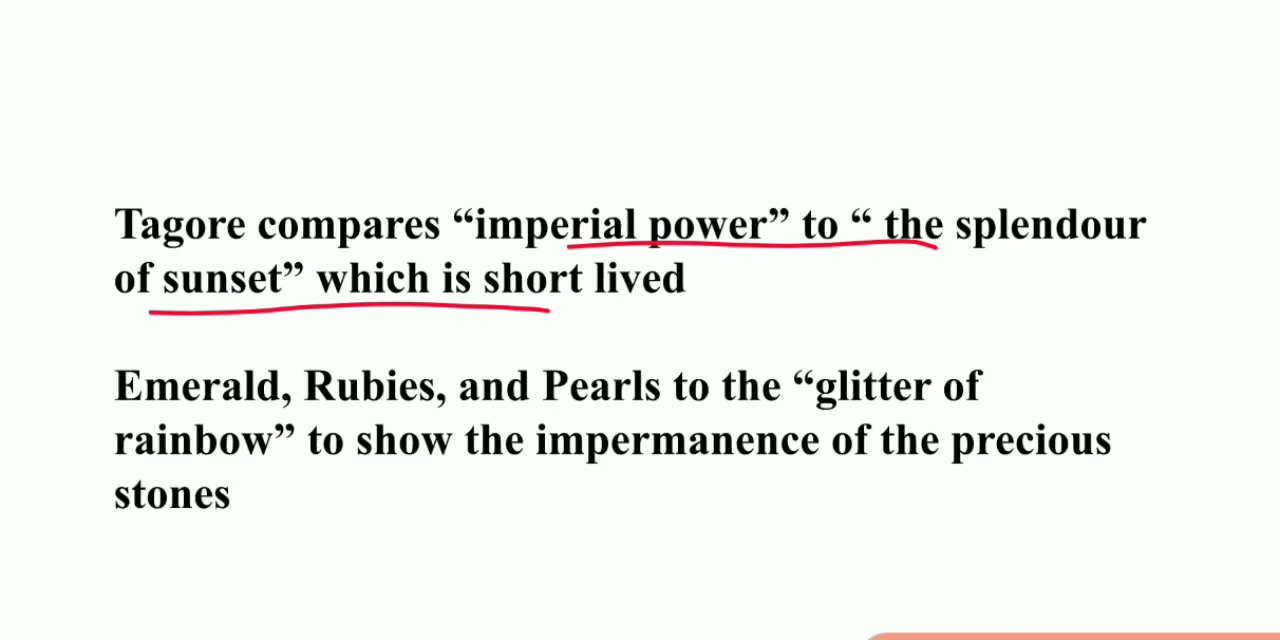 Tagore compares “imperial power” to “ the splendour
of sunset” which is short lived
Emerald, Rubies, and Pearls to the “glitter of
rainbow” to show the impermanence of the precious
stones